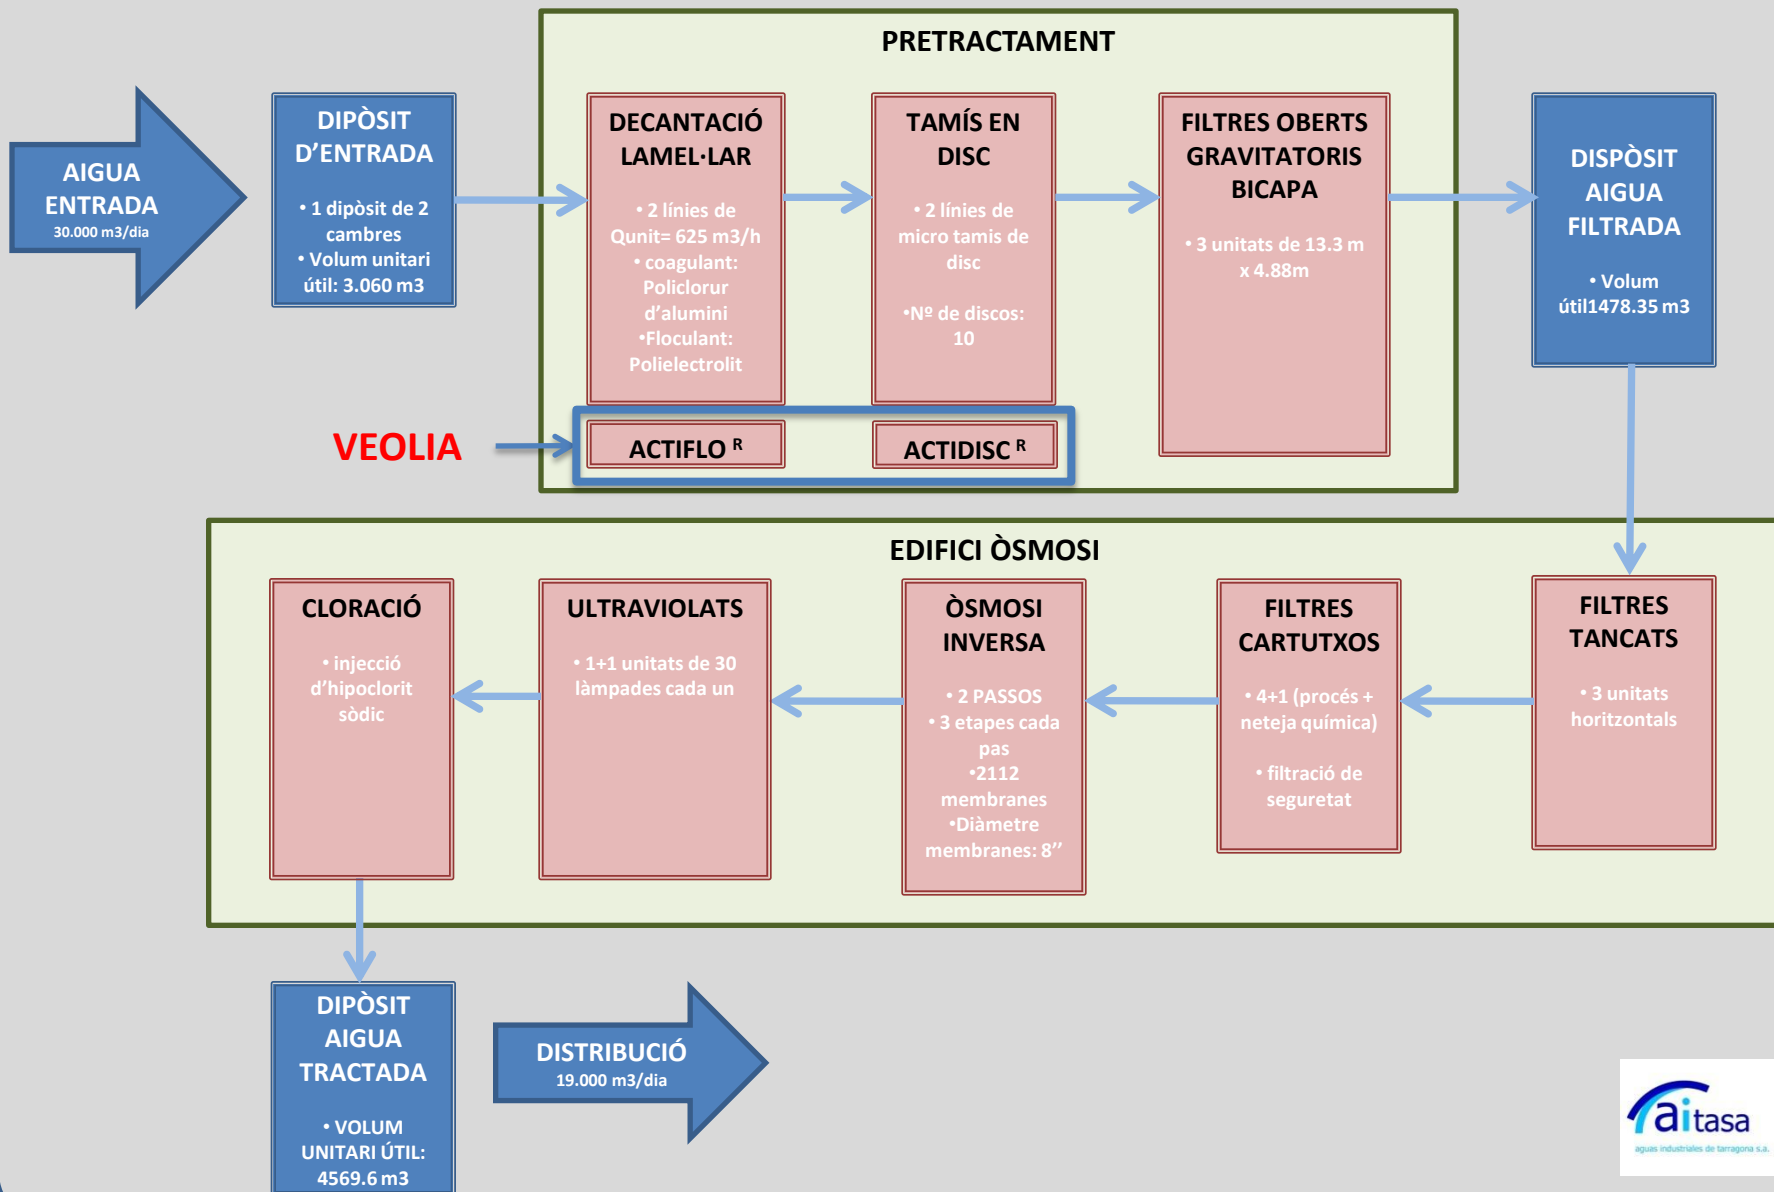 PRETRACTAMENT
AIGUA
ENTRADA
30.000 m3/dia
DIPÒSIT
D’ENTRADA
• 1 dipòsit de 2
cambres
• Volum unitari
útil: 3.060 m3
DECANTACIÓ
LAMEL·LAR
• 2 línies de
Qunit= 625 m3/h
• coagulant:
Policlorur
d’alumini
•Floculant:
Polielectrolit
TAMÍS EN
DISC
• 2 línies de
micro tamis de
disc
•Nº de discos:
10
FILTRES OBERTS
GRAVITATORIS
BICAPA
• 3 unitats de 13.3 m
x 4.88m
DISPÒSIT
AIGUA
FILTRADA
• Volum
útil1478.35 m3
VEOLIA
ACTIFLO R
ACTIDISC R
EDIFICI ÒSMOSI
CLORACIÓ
• injecció
d’hipoclorit
sòdic
ULTRAVIOLATS
• 1+1 unitats de 30
làmpades cada un
ÒSMOSI
INVERSA
• 2 PASSOS
• 3 etapes cada
pas
•2112
membranes
•Diàmetre
membranes: 8’’
FILTRES
CARTUTXOS
• 4+1 (procés +
neteja química)
• filtració de
seguretat
FILTRES
TANCATS
• 3 unitats
horitzontals
DIPÒSIT
AIGUA
TRACTADA
• VOLUM
UNITARI ÚTIL:
4569.6 m3
DISTRIBUCIÓ
19.000 m3/dia
aitasa
aguas industriales de tarragona s.a.